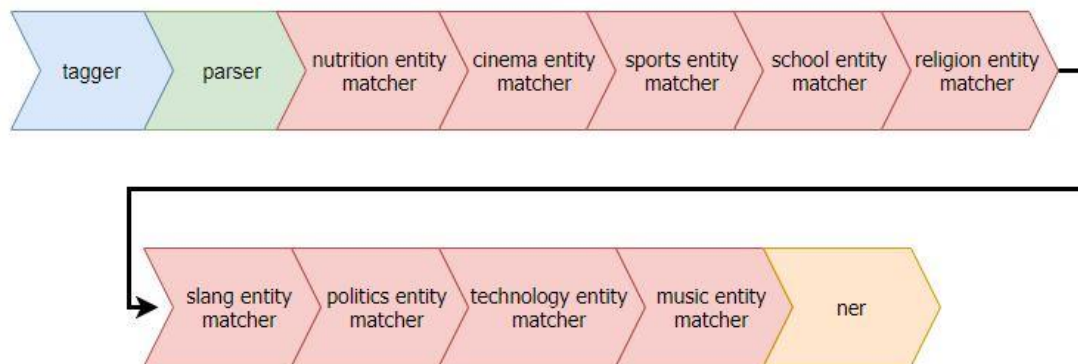 tagger
parser
nutrition entity
matcher
cinema entity
matcher
sports entity
matcher
school entity
matcher
religion entity
matcher
slang entity
matcher
politics entity
matcher
technology entity
matcher
music entity
matcher
ner